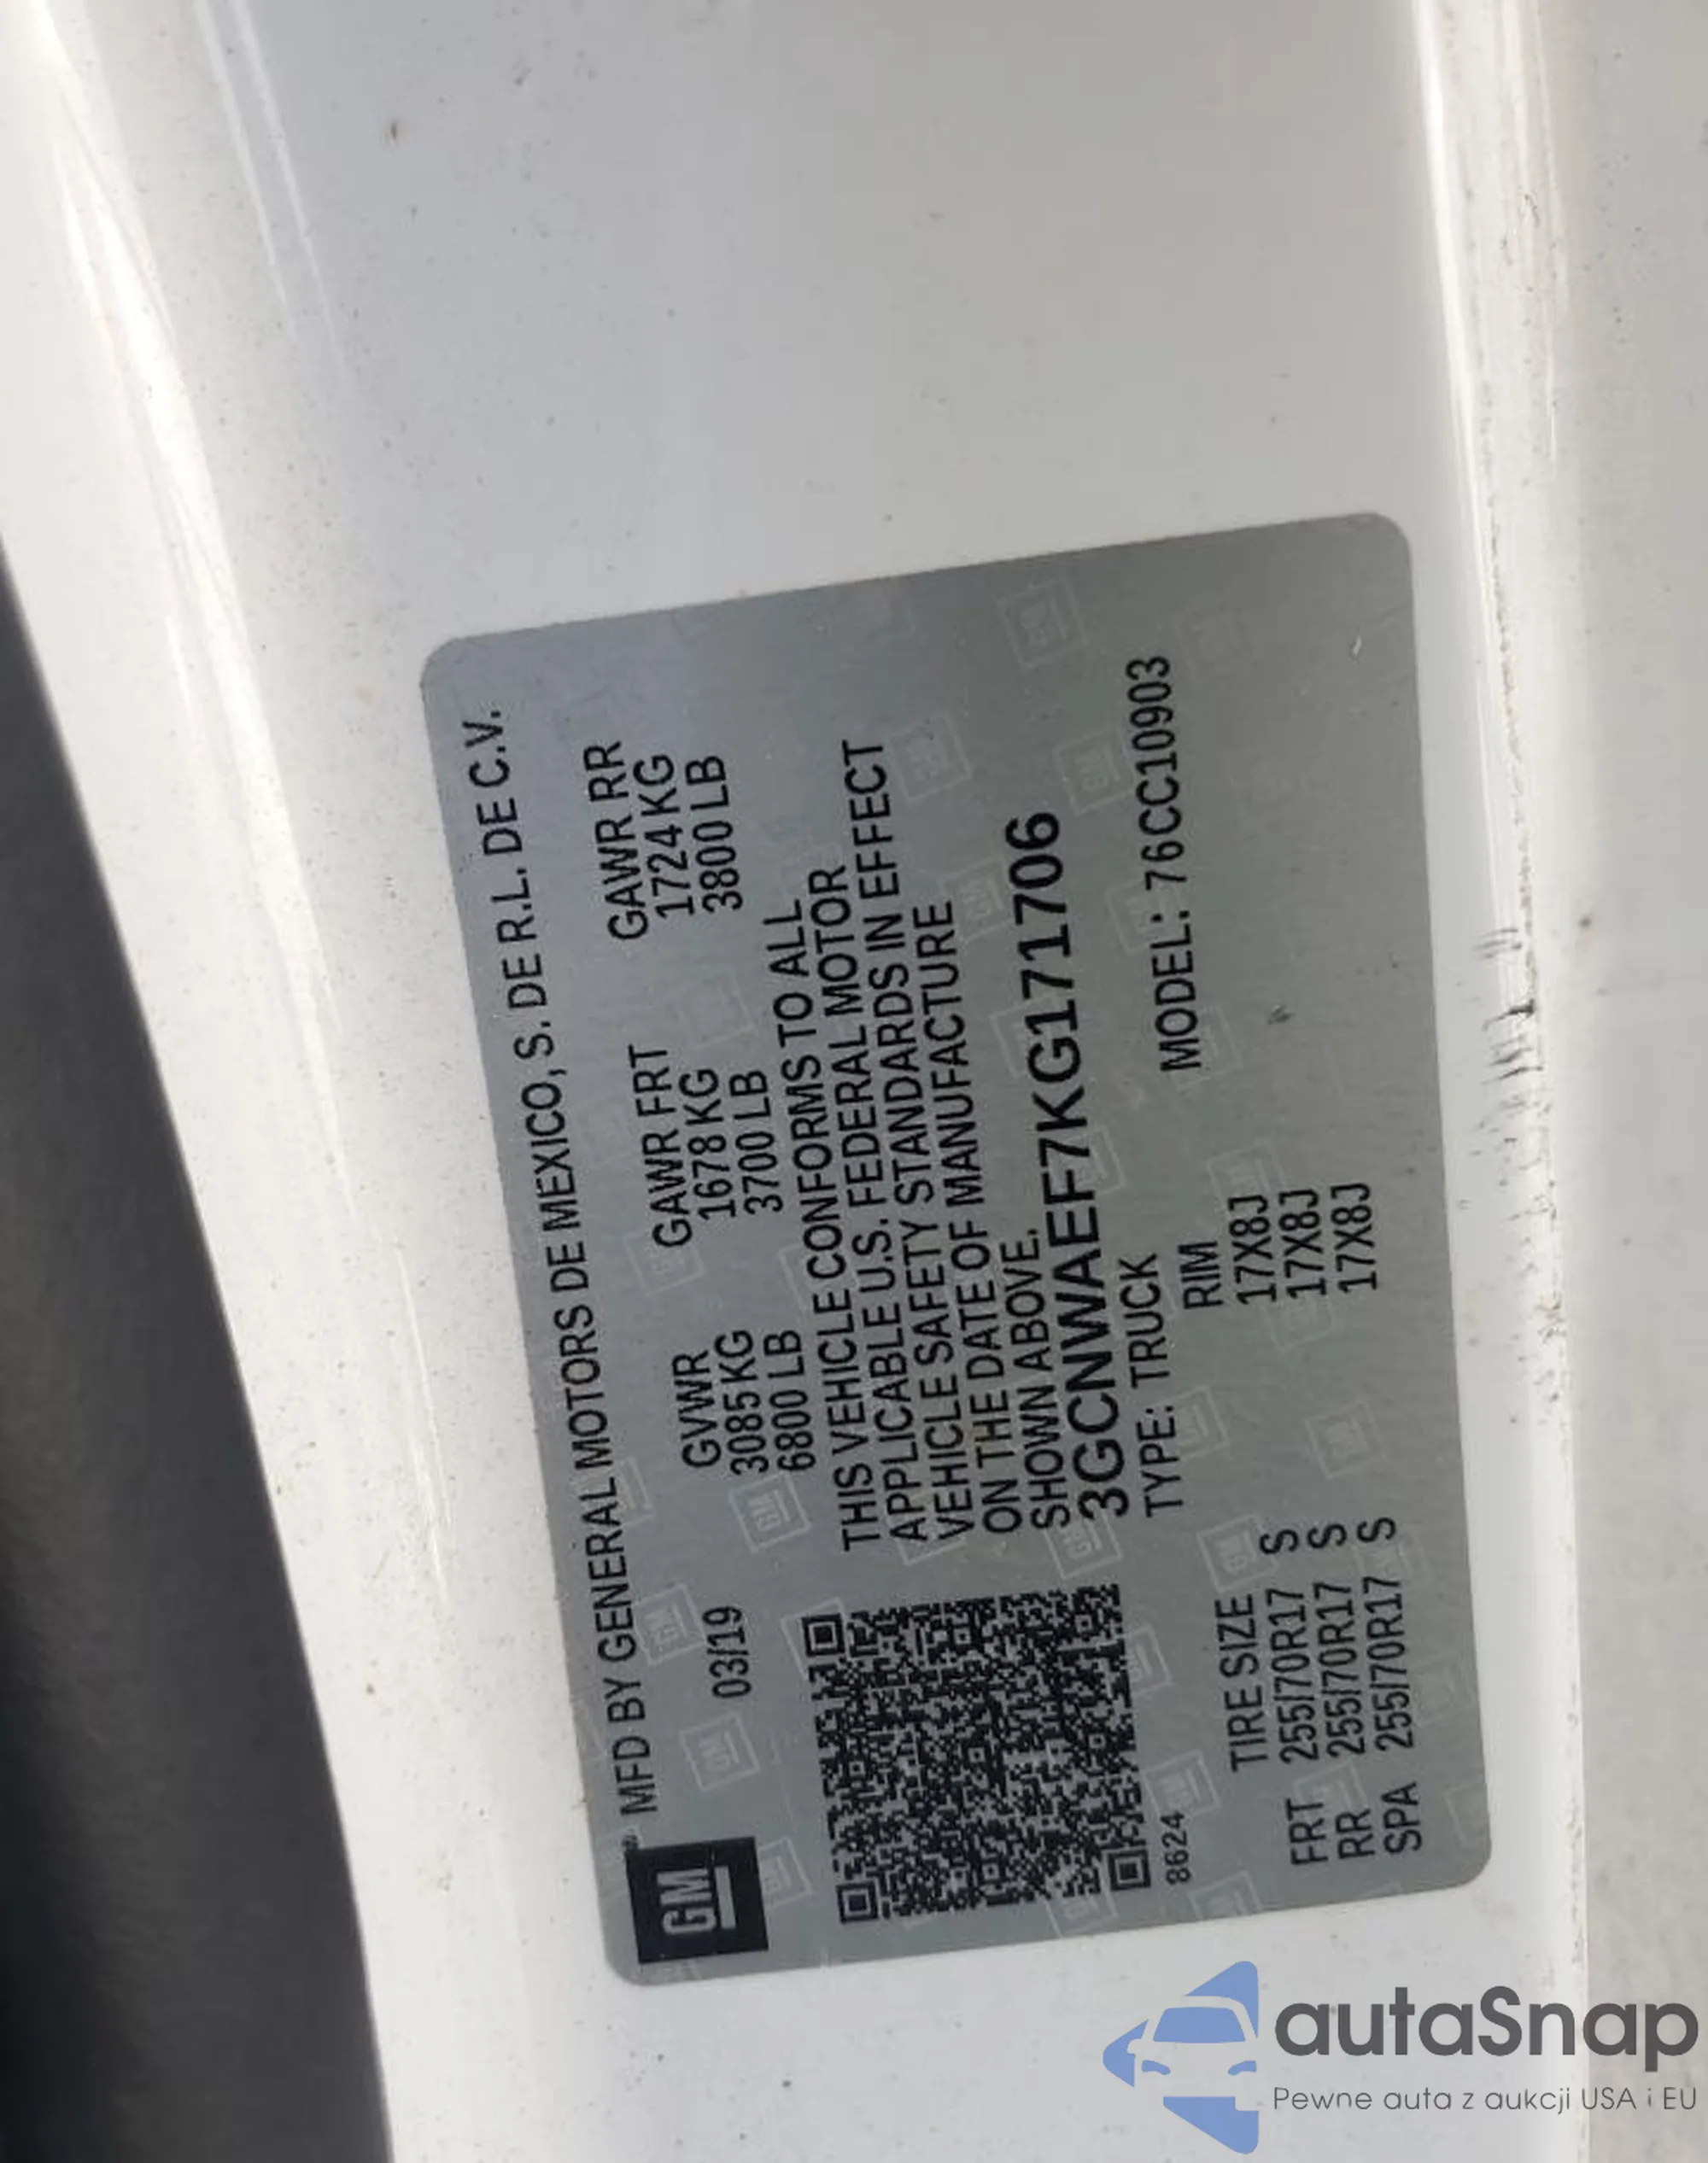 GM
MFD BY GENERAL MOTORS DE MEXICO, S. DE R.L. DE C.V.
03/19 GVWR GAWR FRT GAWR RR
3085 KG 1678 KG 1724 KG
6800 LB 3700 LB 3800 LB
THIS VEHICLE CONFORMS TO ALL
APPLICABLE U.S. FEDERAL MOTOR
VEHICLE SAFETY STANDARDS IN EFFECT
ON THE DATE OF MANUFACTURE
SHOWN ABOVE.
3GCNWAEF7KG171706
TYPE: TRUCK MODEL: 76CC10903
8624
TIRE SIZE RIM
FRT 255/70R17 S 17X8J
RR 255/70R17 S 17X8J
SPA 255/70R17 S 17X8J
autaSnap
Pewne auta z aukcji USA i EU